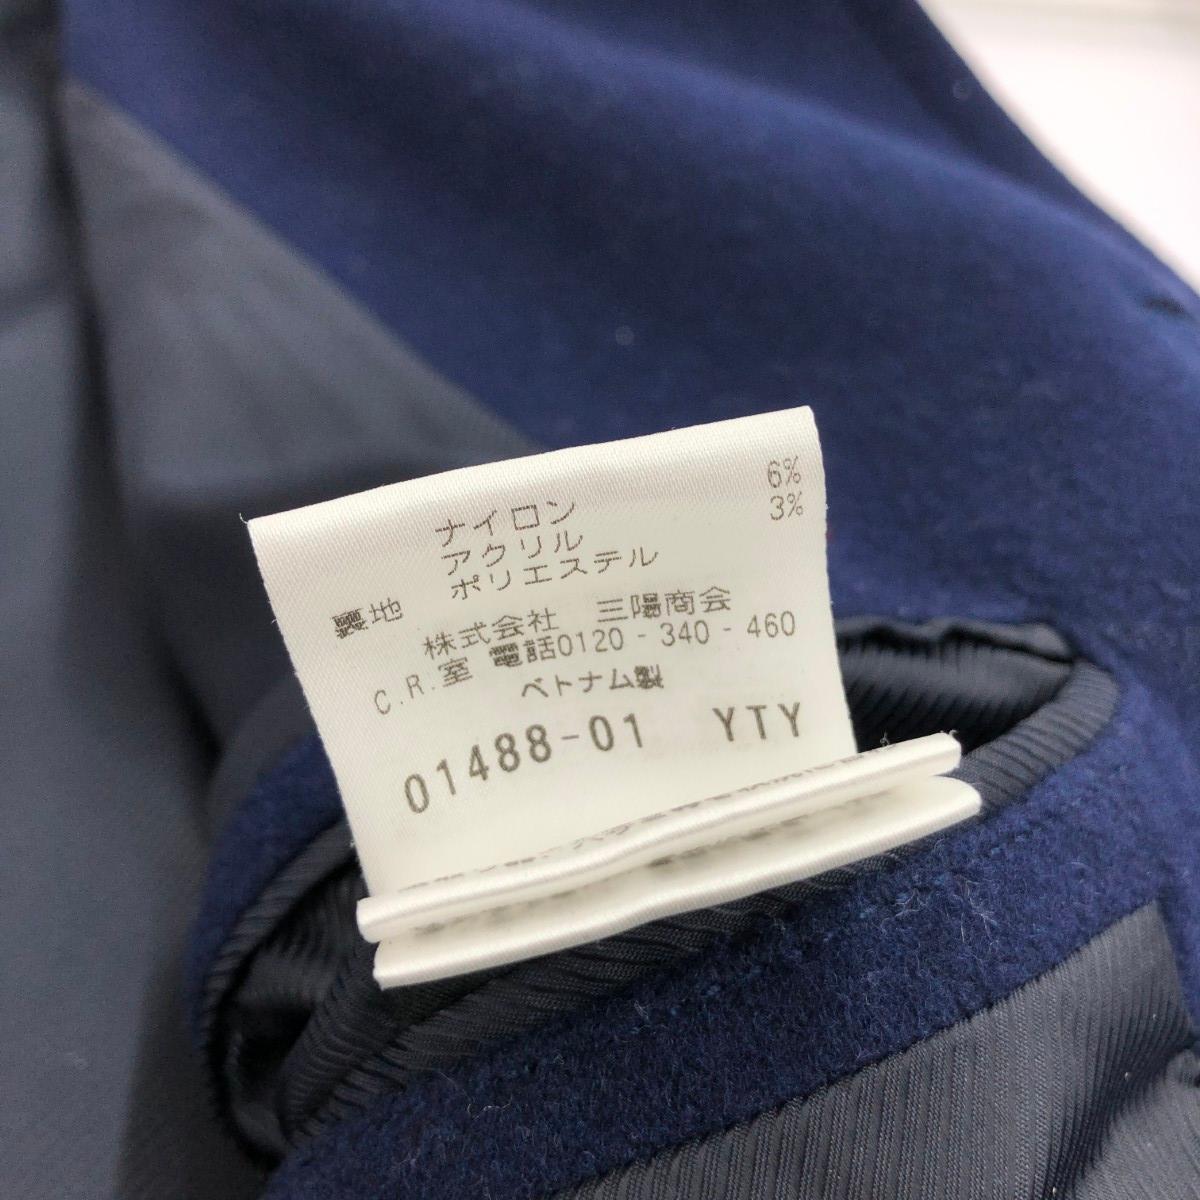 ナイロン 6%
アクリル 3%
裏地 ポリエステル
株式会社 三陽商会
C.R.室 電話0120-340-460
ベトナム製
01488-01 YTY